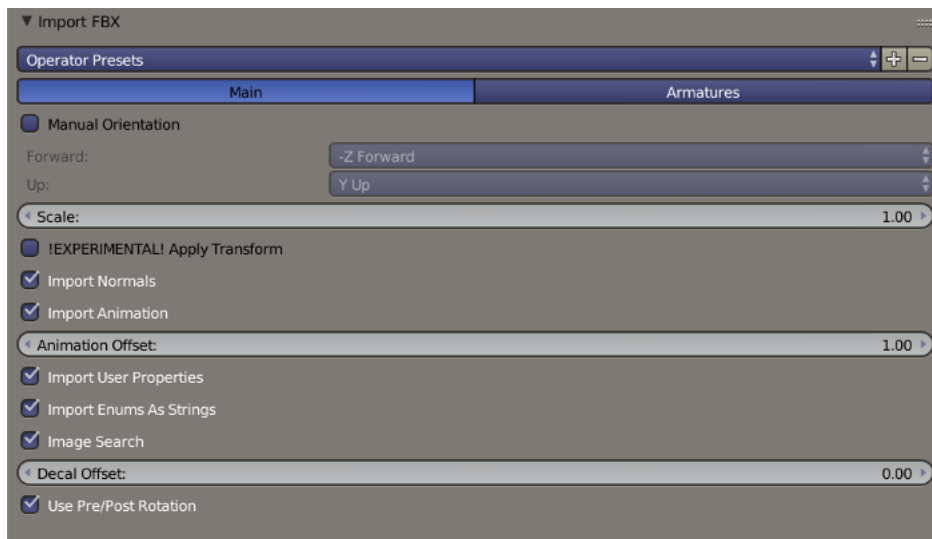 Import FBX
Operator Presets
Main Armatures
Manual Orientation
Forward: -Z Forward
Up: Y Up
Scale: 1.00
!EXPERIMENTAL! Apply Transform
Import Normals
Import Animation
Animation Offset: 1.00
Import User Properties
Import Enums As Strings
Image Search
Decal Offset: 0.00
Use Pre/Post Rotation